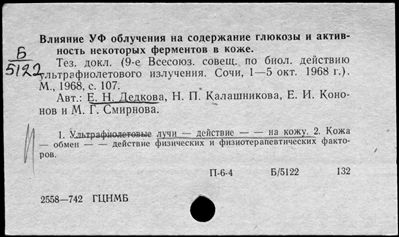 Влияние УФ облучения на содержание глюкозы и актив-
ность некоторых ферментов в коже.
Б
5122
Тез. докл. (9-е Всесоюз. совещ. по биол. действию
ультрафиолетового излучения. Сочи, 1—5 окт. 1968 г.).
М., 1968, с. 107.
Авт.: Е. Н. Дедкова, Н. П. Калашникова, Е. И. Коно-
нов и М. Г. Смирнова.
1. Ультрафиолетовые лучи — действие — — на кожу. 2. Кожа
— обмен — — действие физических и физиотерапевтических факто-
ров.
П-6-4 Б/5122 132
2558—742 ГЦНМБ